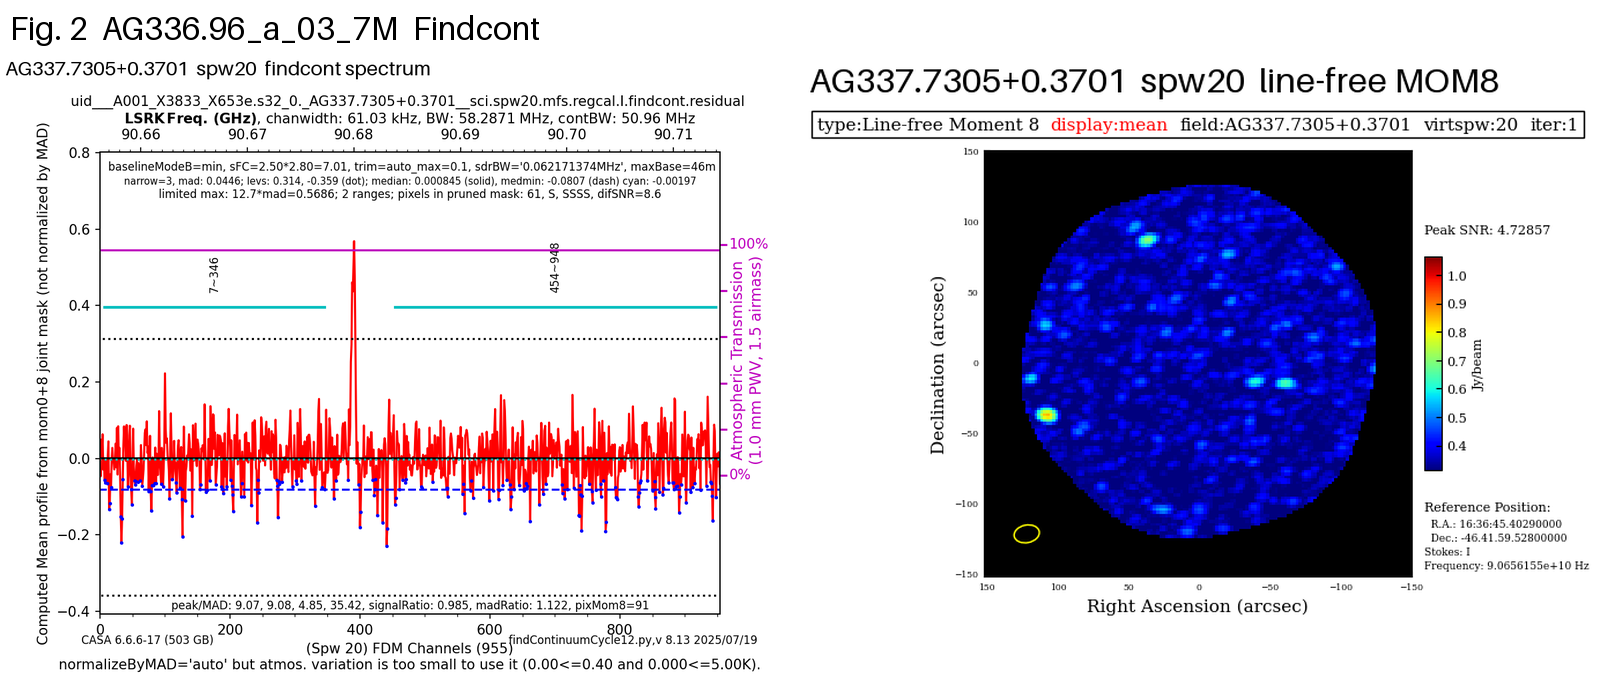 Fig. 2 AG336.96_a_03_7M Findcont
AG337.7305+0.3701 spw20 findcont spectrum
uid___A001_X3833_X653e.s32_0._AG337.7305+0.3701__sci.spw20.mfs.regcal.I.findcont.residual
LSRK Freq. (GHz), chanwidth: 61.03 kHz, BW: 58.2871 MHz, contBW: 50.96 MHz
90.66 90.67 90.68 90.69 90.70 90.71
baselineModeB=min, sFC=2.50*2.80=7.01, trim=auto_max=0.1, sdrBW='0.062171374MHz', maxBase=46m
narrow=3, mad: 0.0446; levs: 0.314, -0.359 (dot); median: 0.000845 (solid), medmin: -0.0807 (dash) cyan: -0.00197
limited max: 12.7*mad=0.5686; 2 ranges; pixels in pruned mask: 61, S, SSSS, difSNR=8.6
Computed Mean profile from mom0+8 joint mask (not normalized by MAD)
0.8
0.6
0.4
0.2
0.0
−0.2
−0.4
7~346
454~948
100%
0%
Atmospheric Transmission
(1.0 mm PWV, 1.5 airmass)
peak/MAD: 9.07, 9.08, 4.85, 35.42, signalRatio: 0.985, madRatio: 1.122, pixMom8=91
0 200 400 600 800
CASA 6.6.6-17 (503 GB)
(Spw 20) FDM Channels (955)
findContinuumCycle12.py,v 8.13 2025/07/19
normalizeByMAD='auto' but atmos. variation is too small to use it (0.00<=0.40 and 0.000<=5.00K).
AG337.7305+0.3701 spw20 line-free MOM8
type:Line-free Moment 8 display:mean field:AG337.7305+0.3701 virtspw:20 iter:1
150
100
50
0
−50
−100
−150
Declination (arcsec)
150 100 50 0 −50 −100 −150
Right Ascension (arcsec)
Peak SNR: 4.72857
1.0
0.9
0.8
0.7
0.6
0.5
0.4
Jy/beam
Reference Position:
R.A.: 16:36:45.40290000
Dec.: -46.41.59.52800000
Stokes: I
Frequency: 9.0656155e+10 Hz